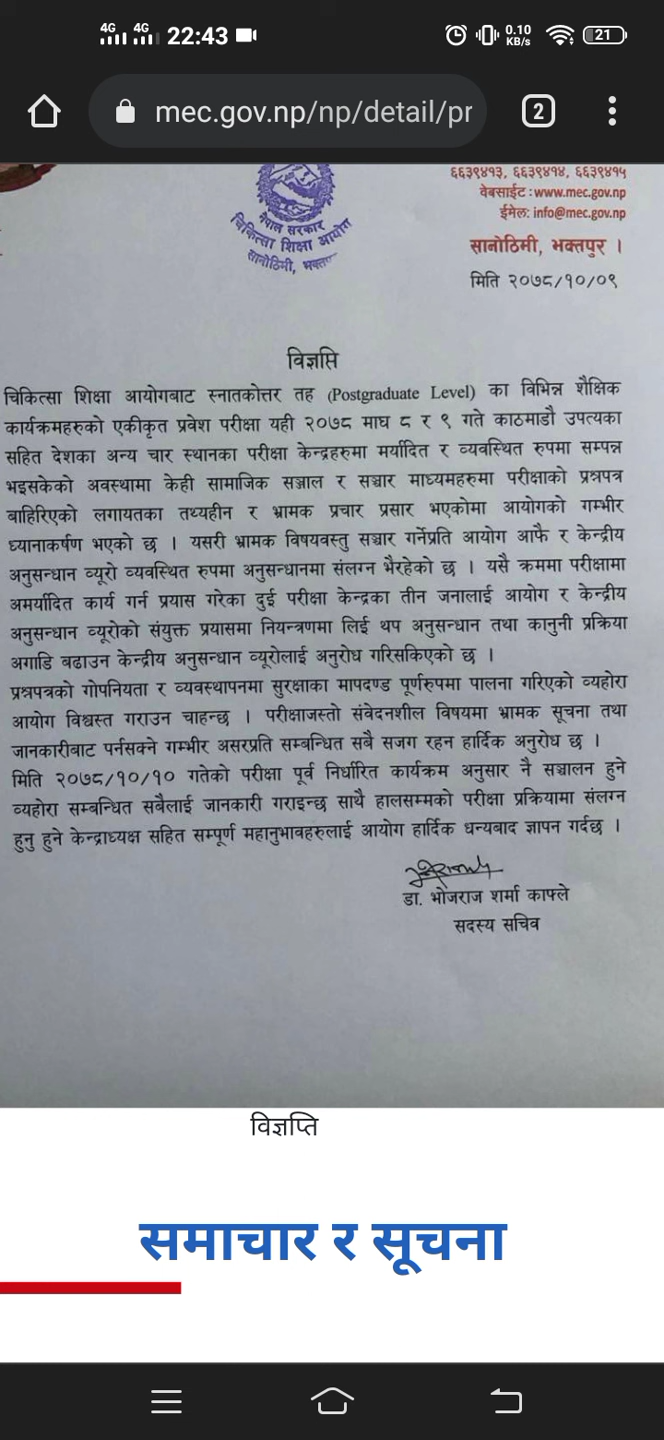 4G 4G 22:43 0.10 KB/s 21
mec.gov.np/np/detail/pr 2
६६३९४१३, ६६३९४१४, ६६३९४१५
वेबसाईट : www.mec.gov.np
ईमेल: info@mec.gov.np
नेपाल सरकार
चिकित्सा शिक्षा आयोग
सानोठिमी,
सानोठिमी, भक्तपुर ।
मिति २०७८/१०/०९
विज्ञप्ति
चिकित्सा शिक्षा आयोगबाट स्नातकोत्तर तह (Postgraduate Level) का विभिन्न शैक्षिक
कार्यक्रमहरुको एकीकृत प्रवेश परीक्षा यही २०७८ माघ ८ र ९ गते काठमाडौ उपत्यका
सहित देशका अन्य चार स्थानका परीक्षा केन्द्रहरुमा मर्यादित र व्यवस्थित रुपमा सम्पन्न
भइसकेको अवस्थामा केही सामाजिक सञ्जाल र सञ्चार माध्यमहरुमा परीक्षाको प्रश्नपत्र
बाहिरिएको लगायतका तथ्यहीन र भ्रामक प्रचार प्रसार भएकोमा आयोगको गम्भीर
ध्यानाकर्षण भएको छ । यसरी भ्रामक विषयवस्तु सञ्चार गर्नेप्रति आयोग आफै र केन्द्रीय
अनुसन्धान व्यूरो व्यवस्थित रुपमा अनुसन्धानमा संलग्न भैरहेको छ । यसै क्रममा परीक्षामा
अमर्यादित कार्य गर्न प्रयास गरेका दुई परीक्षा केन्द्रका तीन जनालाई आयोग र केन्द्रीय
अनुसन्धान व्यूरोको संयुक्त प्रयासमा नियन्त्रणमा लिई थप अनुसन्धान तथा कानुनी प्रक्रिया
अगाडि बढाउन केन्द्रीय अनुसन्धान व्यूरोलाई अनुरोध गरिसकिएको छ ।
प्रश्नपत्रको गोपनियता र व्यवस्थापनमा सुरक्षाका मापदण्ड पूर्णरुपमा पालना गरिएको व्यहोरा
आयोग विश्वस्त गराउन चाहन्छ । परीक्षाजस्तो संवेदनशील विषयमा भ्रामक सूचना तथा
जानकारीबाट पर्नसक्ने गम्भीर असरप्रति सम्बन्धित सबै सजग रहन हार्दिक अनुरोध छ ।
मिति २०७८/१०/१० गतेको परीक्षा पूर्व निर्धारित कार्यक्रम अनुसार नै सञ्चालन हुने
व्यहोरा सम्बन्धित सबैलाई जानकारी गराइन्छ साथै हालसम्मको परीक्षा प्रक्रियामा संलग्न
हुनु हुने केन्द्राध्यक्ष सहित सम्पूर्ण महानुभावहरुलाई आयोग हार्दिक धन्यबाद ज्ञापन गर्दछ ।
डा. भोजराज शर्मा काफ्ले
सदस्य सचिव
विज्ञप्ति
समाचार र सूचना